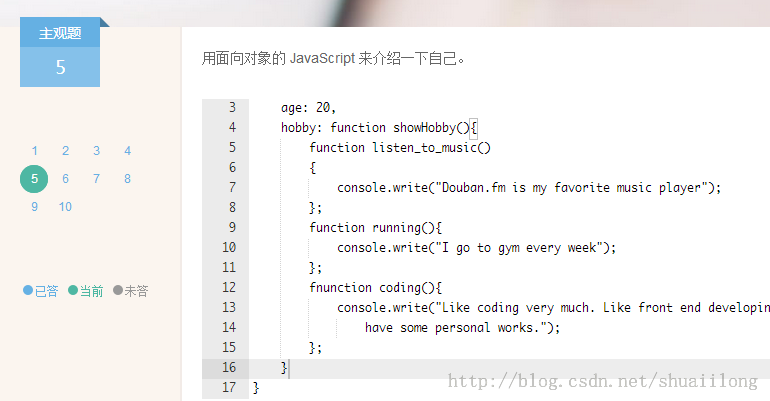 主观题
5
1 2 3 4
5 6 7 8
9 10
已答 当前 未答
用面向对象的 JavaScript 来介绍一下自己。
3 age: 20,
4 hobby: function showHobby(){
5 function listen_to_music()
6 {
7 console.write("Douban.fm is my favorite music player");
8 };
9 function running(){
10 console.write("I go to gym every week");
11 };
12 fnunction coding(){
13 console.write("Like coding very much. Like front end developin
14 have some personal works.");
15 };
16 }
17 }
http://blog.csdn.net/shuaiilong